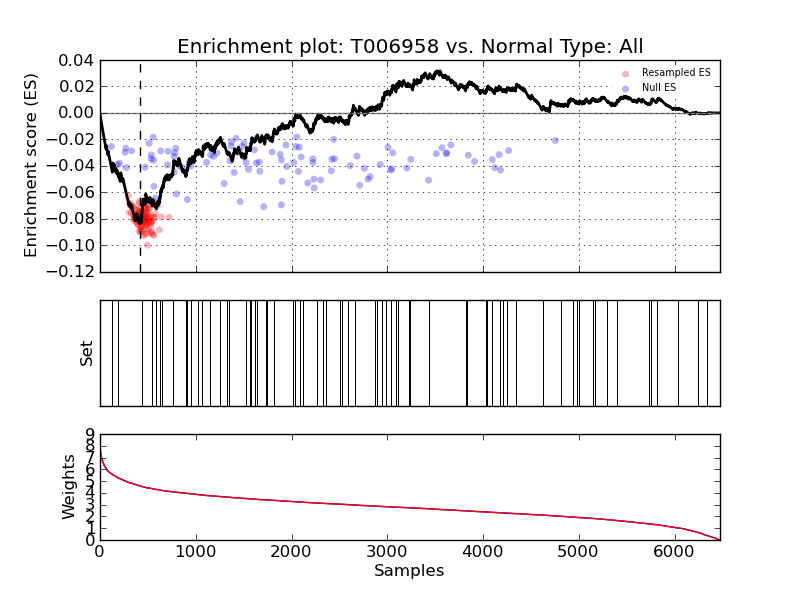 Enrichment plot: T006958 vs. Normal Type: All
Enrichment score (ES)
0.04
0.02
0.00
−0.02
−0.04
−0.06
−0.08
−0.10
−0.12
Resampled ES
Null ES
Set
Weights
9
8
7
6
5
4
3
2
1
0
0 1000 2000 3000 4000 5000 6000
Samples